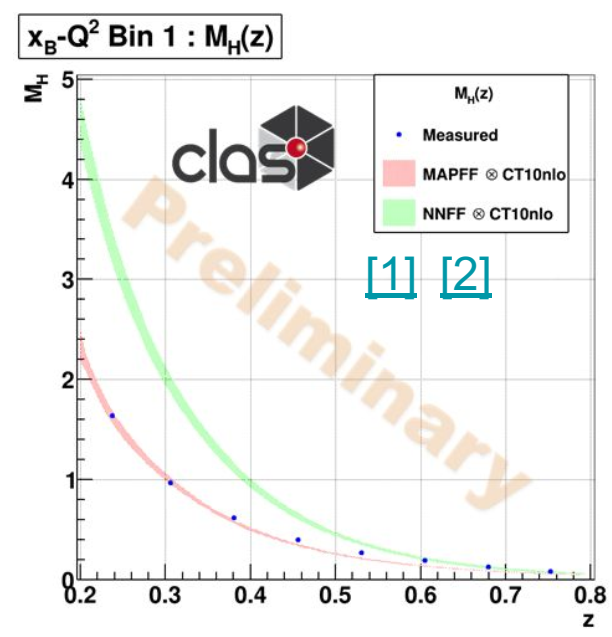 x_B-Q² Bin 1 : M_H(z)
M_H
5
4
3
2
1
0
clas
M_H(z)
Measured
MAPFF ⊗ CT10nlo
NNFF ⊗ CT10nlo
[1] [2]
Preliminary
0.2 0.3 0.4 0.5 0.6 0.7 0.8
z